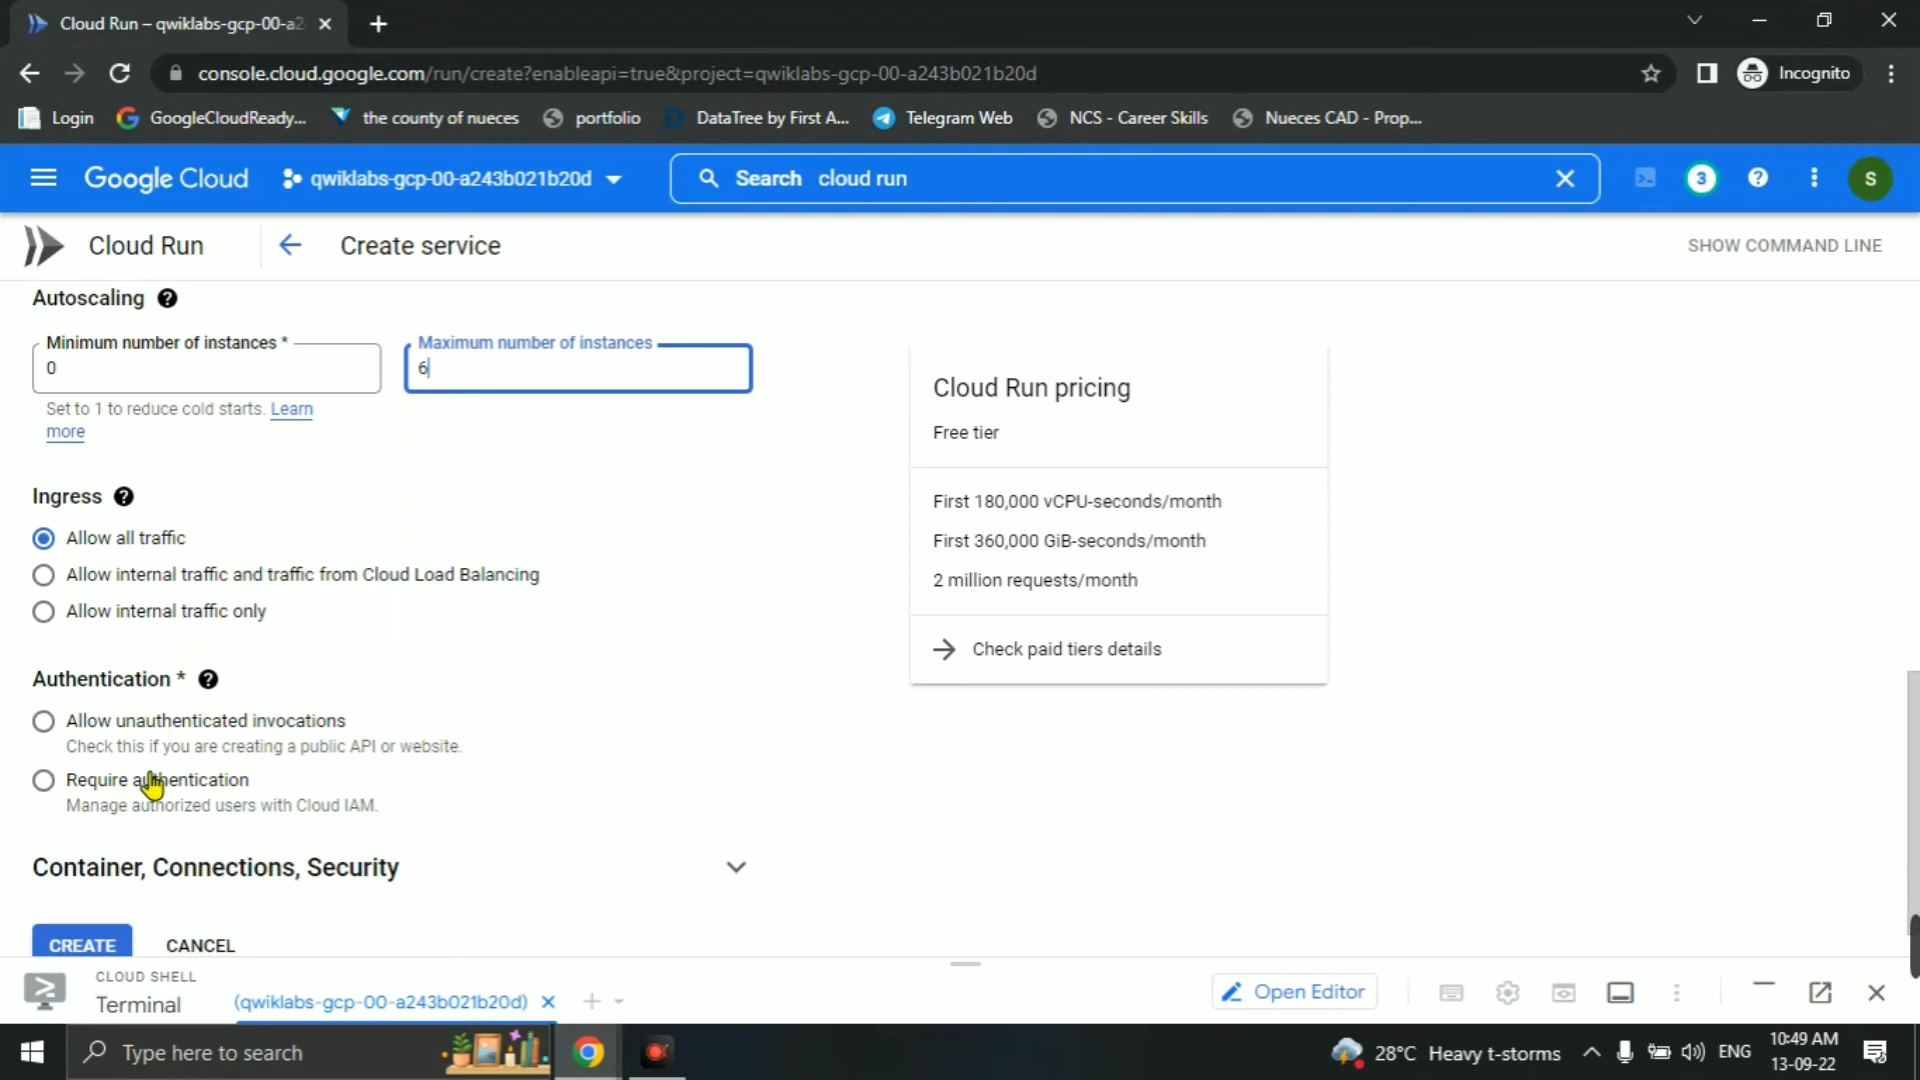 Cloud Run – qwiklabs-gcp-00-a2
console.cloud.google.com/run/create?enableapi=true&project=qwiklabs-gcp-00-a243b021b20d
Incognito
Login
GoogleCloudReady...
the county of nueces
portfolio
DataTree by First A...
Telegram Web
NCS - Career Skills
Nueces CAD - Prop...
Google Cloud
qwiklabs-gcp-00-a243b021b20d
Search cloud run
3
S
Cloud Run
Create service
SHOW COMMAND LINE
Autoscaling
Minimum number of instances *
0
Maximum number of instances
6
Set to 1 to reduce cold starts. Learn
more
Ingress
Allow all traffic
Allow internal traffic and traffic from Cloud Load Balancing
Allow internal traffic only
Authentication *
Allow unauthenticated invocations
Check this if you are creating a public API or website.
Require authentication
Manage authorized users with Cloud IAM.
Container, Connections, Security
CREATE
CANCEL
Cloud Run pricing
Free tier
First 180,000 vCPU-seconds/month
First 360,000 GiB-seconds/month
2 million requests/month
Check paid tiers details
CLOUD SHELL
Terminal
(qwiklabs-gcp-00-a243b021b20d)
Open Editor
Type here to search
28°C Heavy t-storms
ENG
10:49 AM
13-09-22